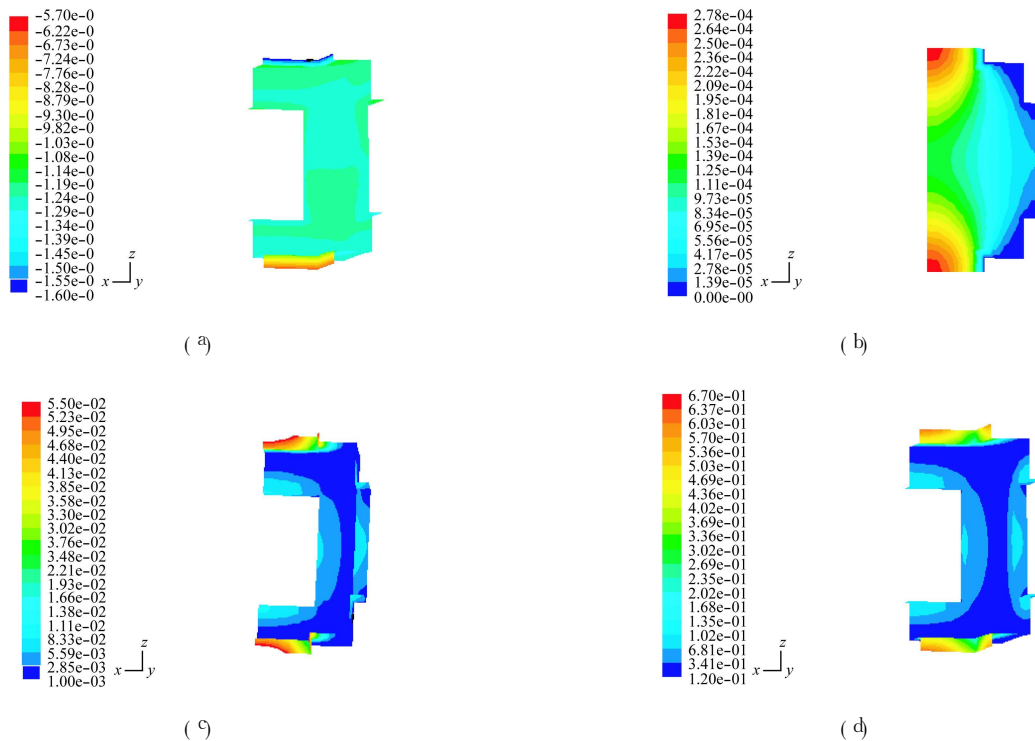 -5.70e-0
-6.22e-0
-6.73e-0
-7.24e-0
-7.76e-0
-8.28e-0
-8.79e-0
-9.30e-0
-9.82e-0
-1.03e-0
-1.08e-0
-1.14e-0
-1.19e-0
-1.24e-0
-1.29e-0
-1.34e-0
-1.39e-0
-1.45e-0
-1.50e-0
-1.55e-0
-1.60e-0
z
x y
(a)
2.78e-04
2.64e-04
2.50e-04
2.36e-04
2.22e-04
2.09e-04
1.95e-04
1.81e-04
1.67e-04
1.53e-04
1.39e-04
1.25e-04
1.11e-04
9.73e-05
8.34e-05
6.95e-05
5.56e-05
4.17e-05
2.78e-05
1.39e-05
0.00e-00
z
x y
(b)
5.50e-02
5.23e-02
4.95e-02
4.68e-02
4.40e-02
4.13e-02
3.85e-02
3.58e-02
3.30e-02
3.02e-02
3.76e-02
3.48e-02
2.21e-02
1.93e-02
1.38e-02
1.11e-02
8.33e-02
5.59e-03
2.85e-03
1.00e-03
z
x y
(c)
6.70e-01
6.37e-01
6.03e-01
5.70e-01
5.36e-01
5.03e-01
4.69e-01
4.36e-01
4.02e-01
3.69e-01
3.36e-01
3.02e-01
2.69e-01
2.35e-01
2.02e-01
1.68e-01
1.35e-01
1.02e-01
6.81e-01
3.41e-01
1.20e-01
z
x y
(d)